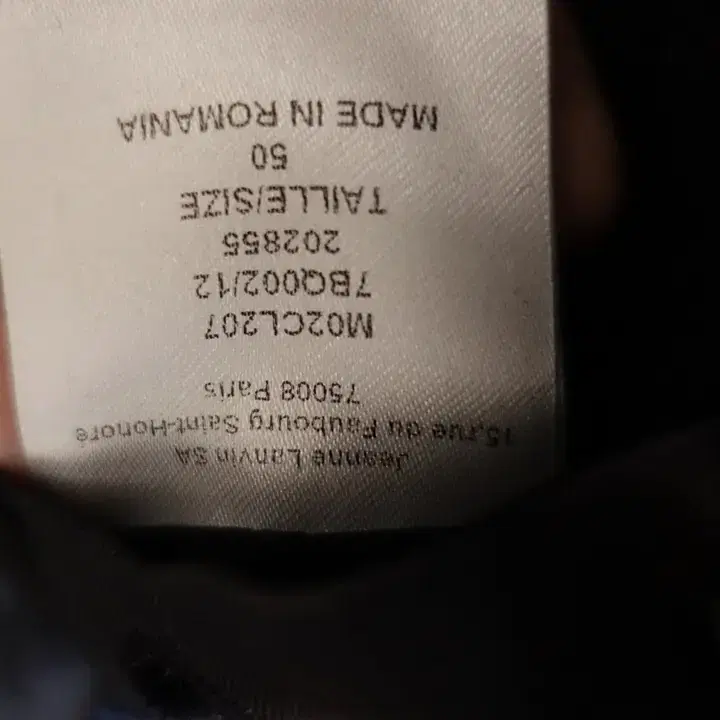 Jeanne Lanvin SA
15,rue du Faubourg Saint-Honoré
75008 Paris
M02CL207
7BQ002/12
202855
TAILLE/SIZE
50
MADE IN ROMANIA